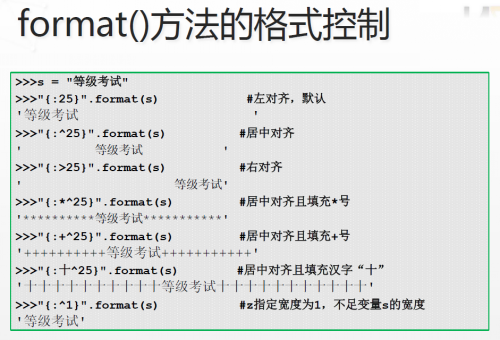 format()方法的格式控制
>>>s = "等级考试"
>>>"{:25}".format(s) #左对齐，默认
'等级考试                     '
>>>"{:^25}".format(s) #居中对齐
'          等级考试           '
>>>"{:>25}".format(s) #右对齐
'                     等级考试'
>>>"{:*^25}".format(s) #居中对齐且填充*号
'**********等级考试***********'
>>>"{:+^25}".format(s) #居中对齐且填充+号
'++++++++++等级考试+++++++++++'
>>>"{:十^25}".format(s) #居中对齐且填充汉字“十”
'十十十十十十十十十十等级考试十十十十十十十十十十十'
>>>"{:^1}".format(s) #z指定宽度为1，不足变量s的宽度
'等级考试'